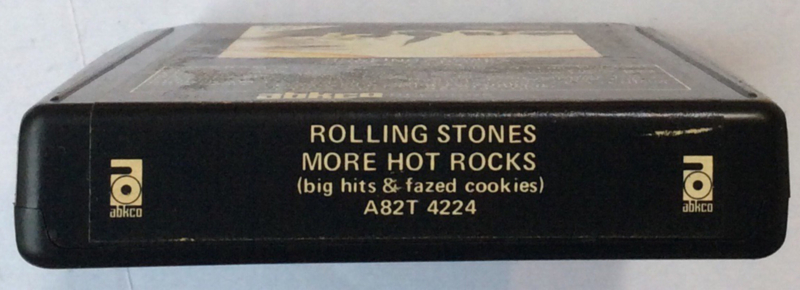 abkco
ROLLING STONES
MORE HOT ROCKS
(big hits & fazed cookies)
A82T 4224
abkco
abkco